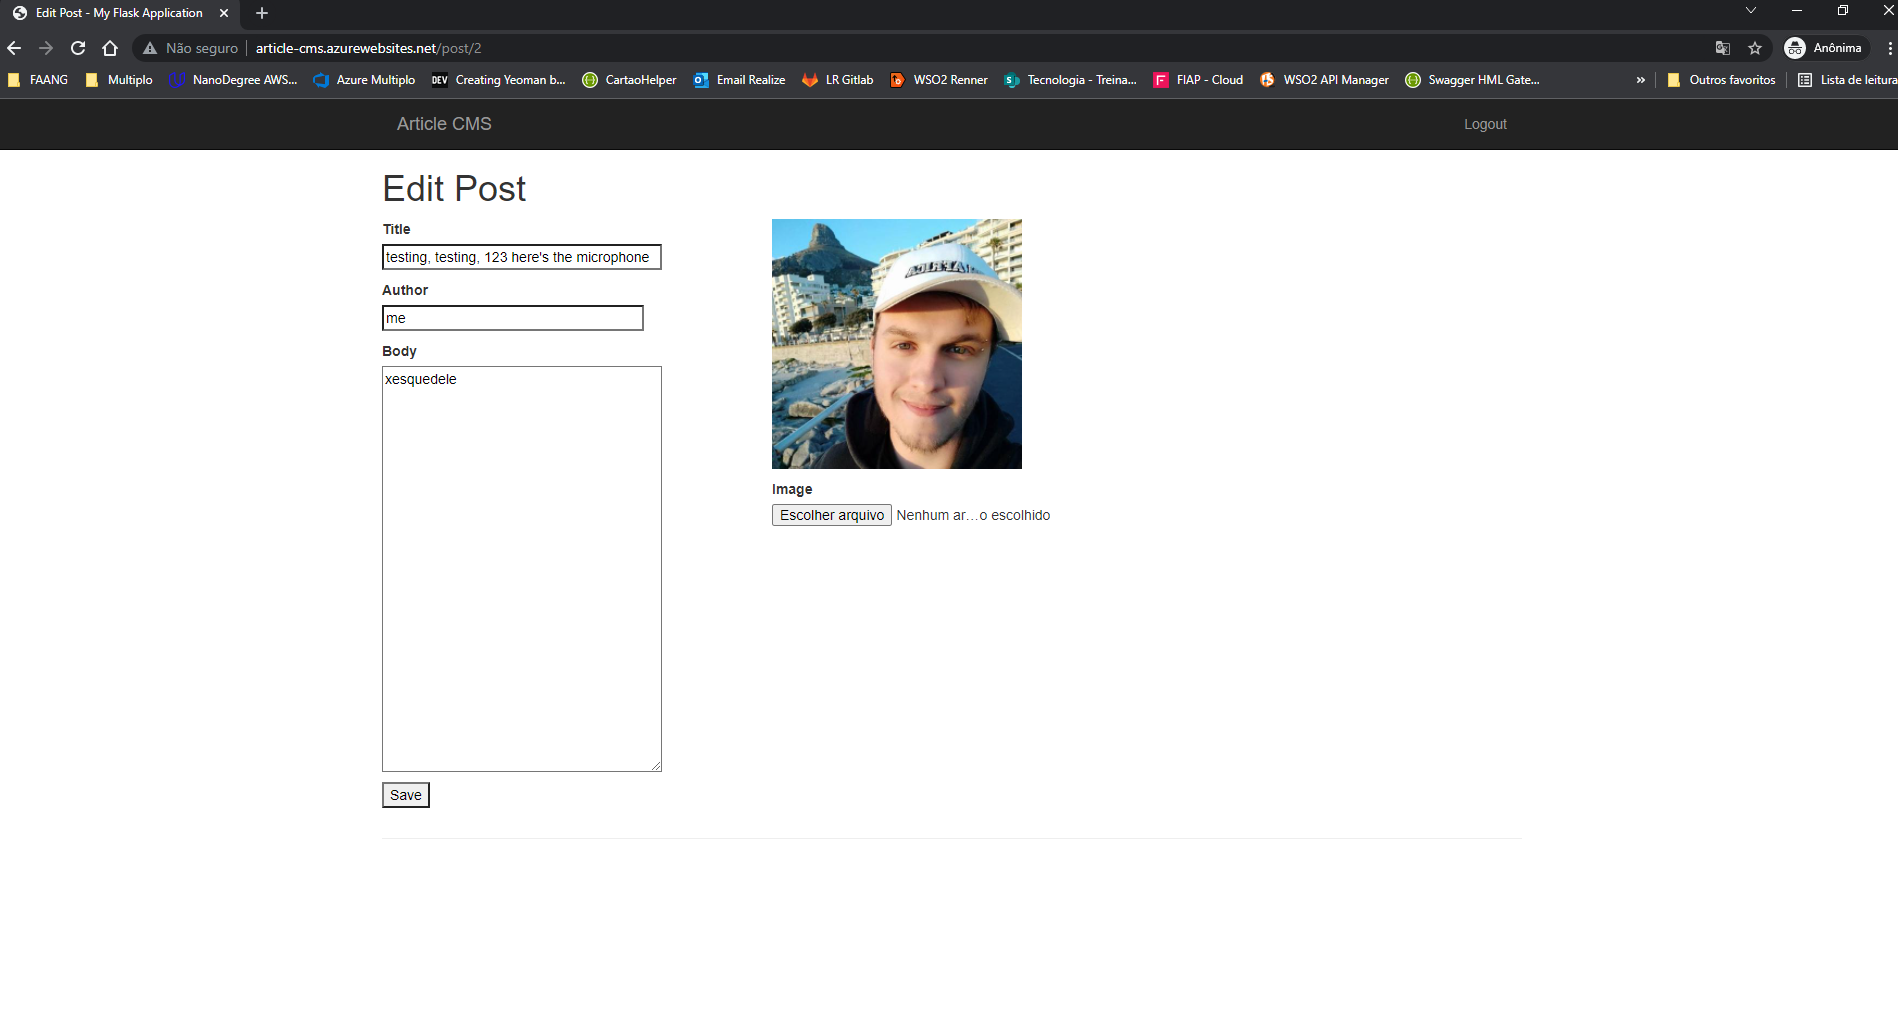 Edit Post - My Flask Application
Não seguro article-cms.azurewebsites.net/post/2 Anônima
FAANG Multiplo NanoDegree AWS... Azure Multiplo DEV Creating Yeoman b... CartaoHelper Email Realize LR Gitlab WSO2 Renner Tecnologia - Treina... FIAP - Cloud WSO2 API Manager Swagger HML Gate... » Outros favoritos Lista de leitura
Article CMS Logout
Edit Post
Title
testing, testing, 123 here's the microphone
Author
me
Body
xesquedele
Image
Escolher arquivo Nenhum ar...o escolhido
Save